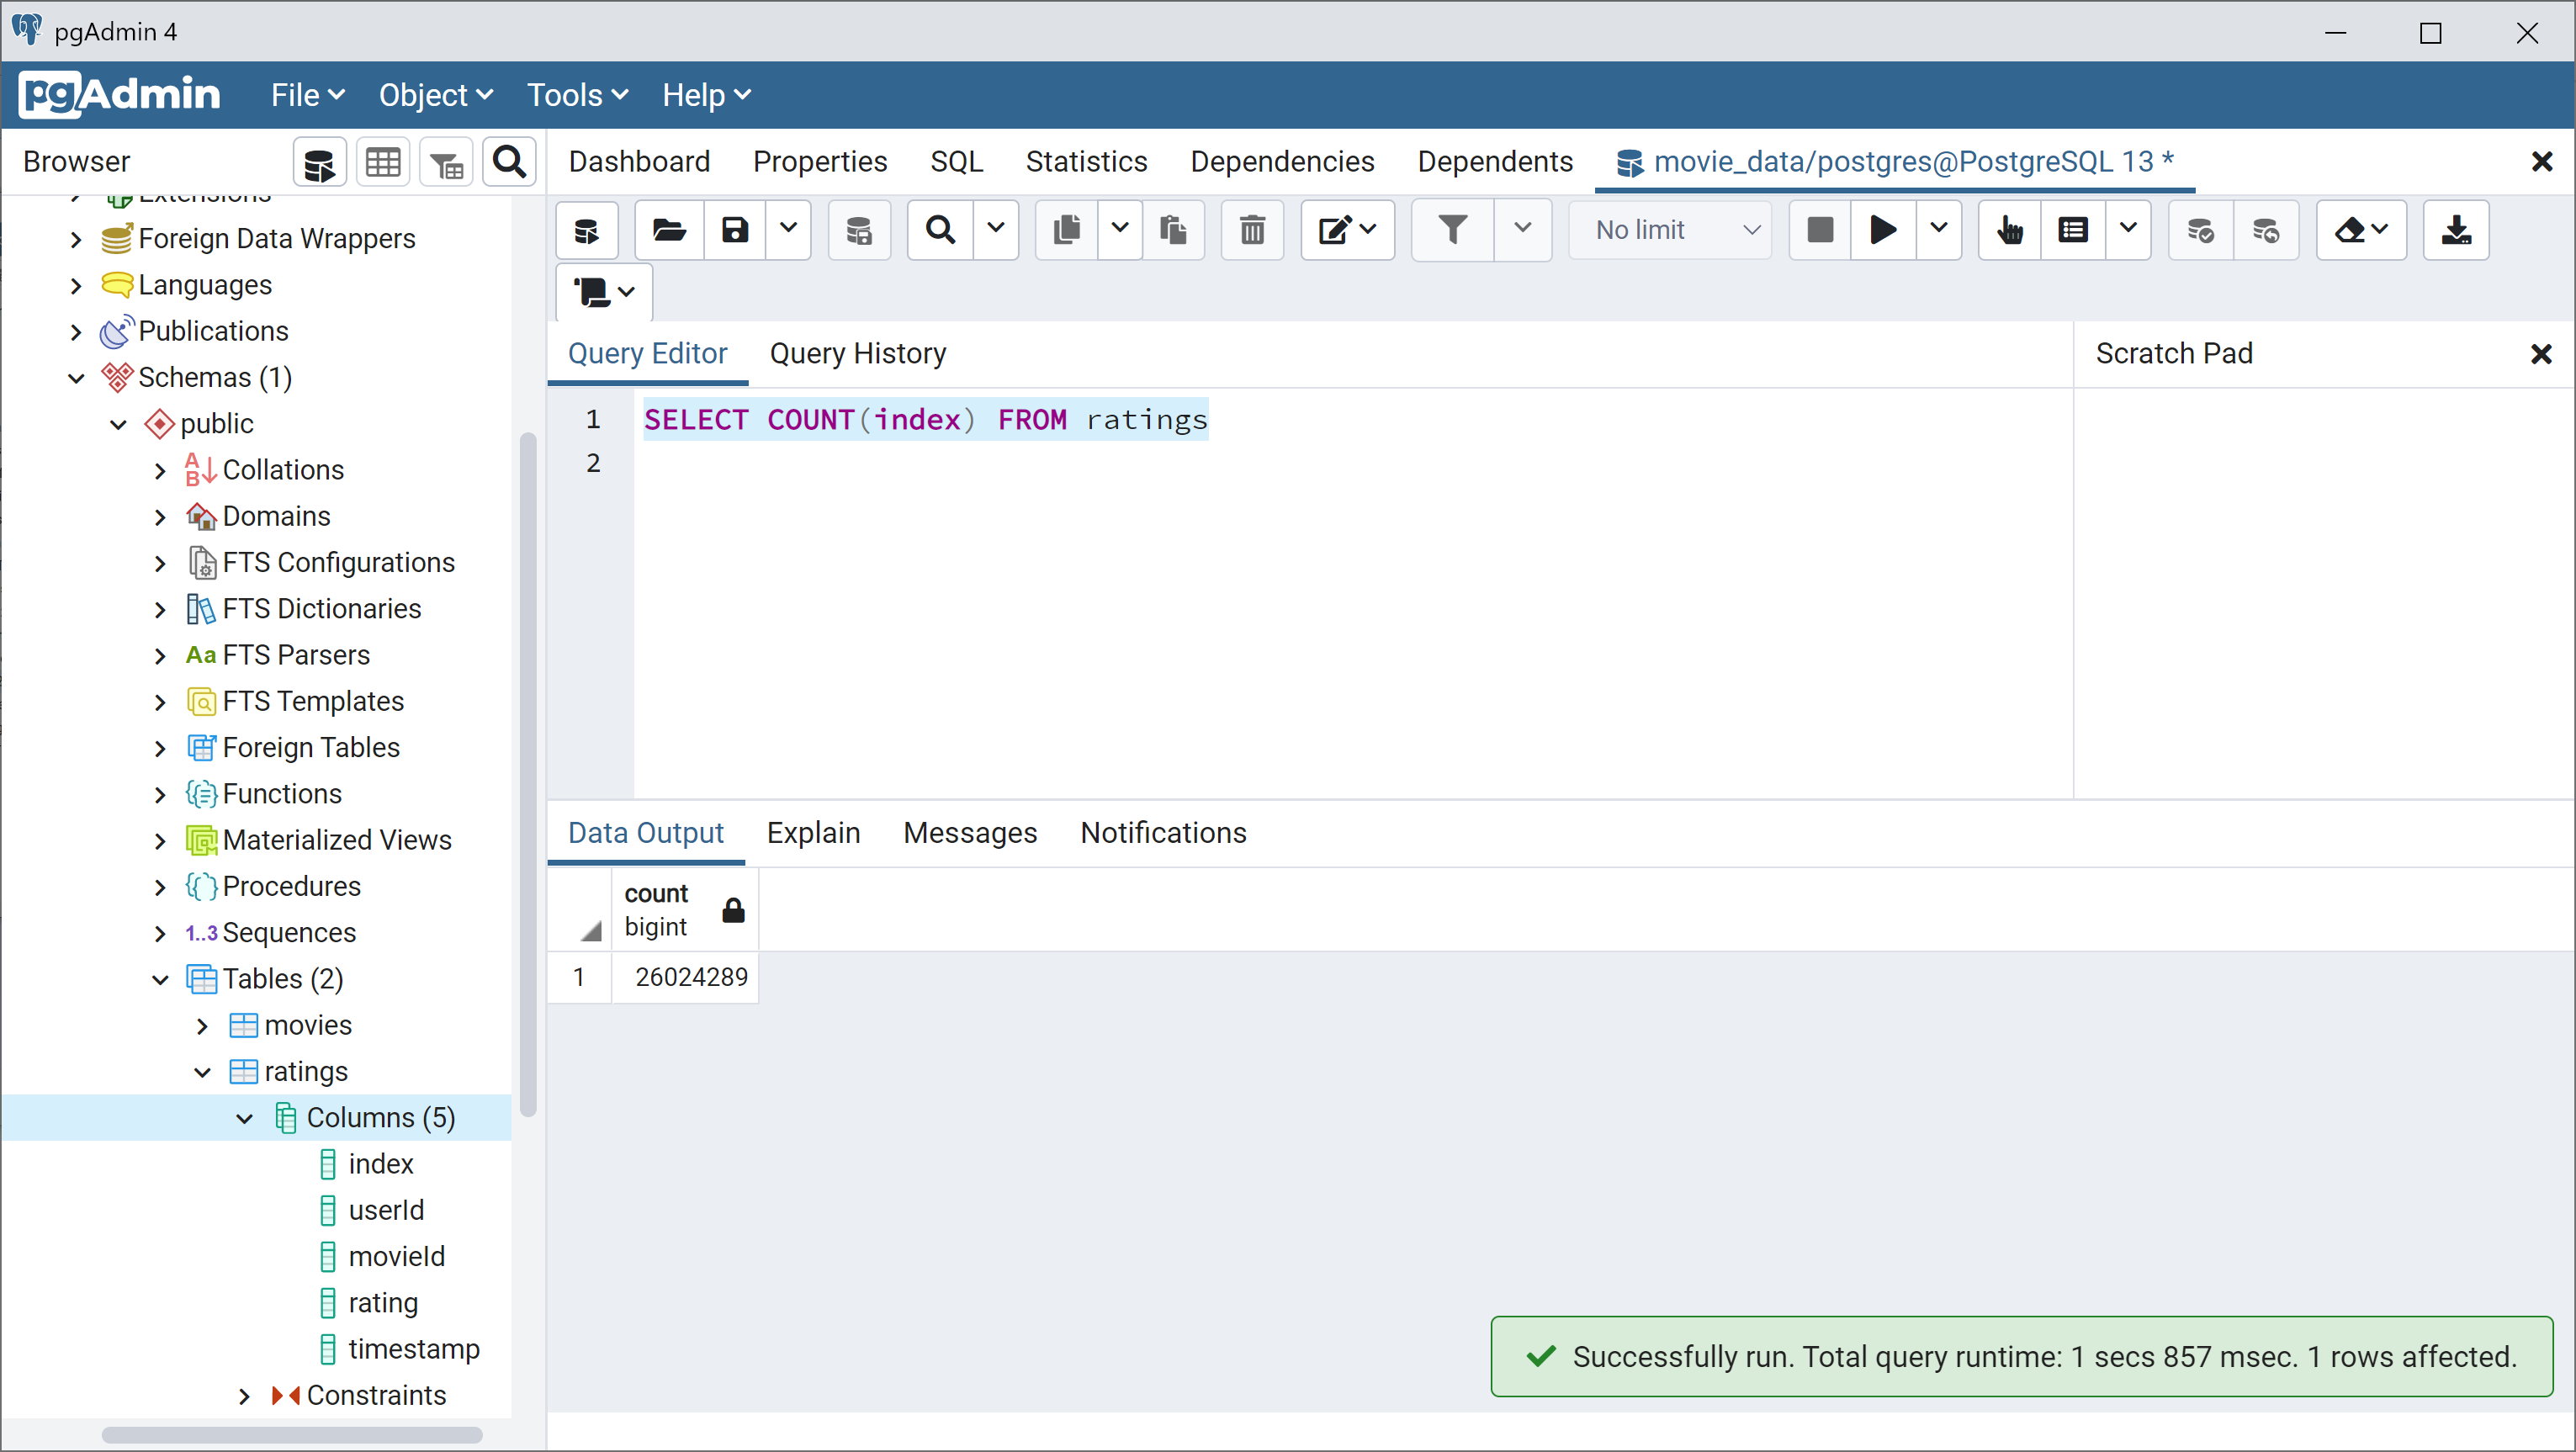 pgAdmin 4
pgAdmin File Object Tools Help
Browser
Dashboard Properties SQL Statistics Dependencies Dependents movie_data/postgres@PostgreSQL 13 *
Extensions
Foreign Data Wrappers
Languages
Publications
Schemas (1)
public
Collations
Domains
FTS Configurations
FTS Dictionaries
Aa FTS Parsers
FTS Templates
Foreign Tables
Functions
Materialized Views
Procedures
1..3 Sequences
Tables (2)
movies
ratings
Columns (5)
index
userId
movieId
rating
timestamp
Constraints
No limit
Query Editor Query History
Scratch Pad
1 SELECT COUNT(index) FROM ratings
2
Data Output Explain Messages Notifications
count
bigint
1 26024289
Successfully run. Total query runtime: 1 secs 857 msec. 1 rows affected.